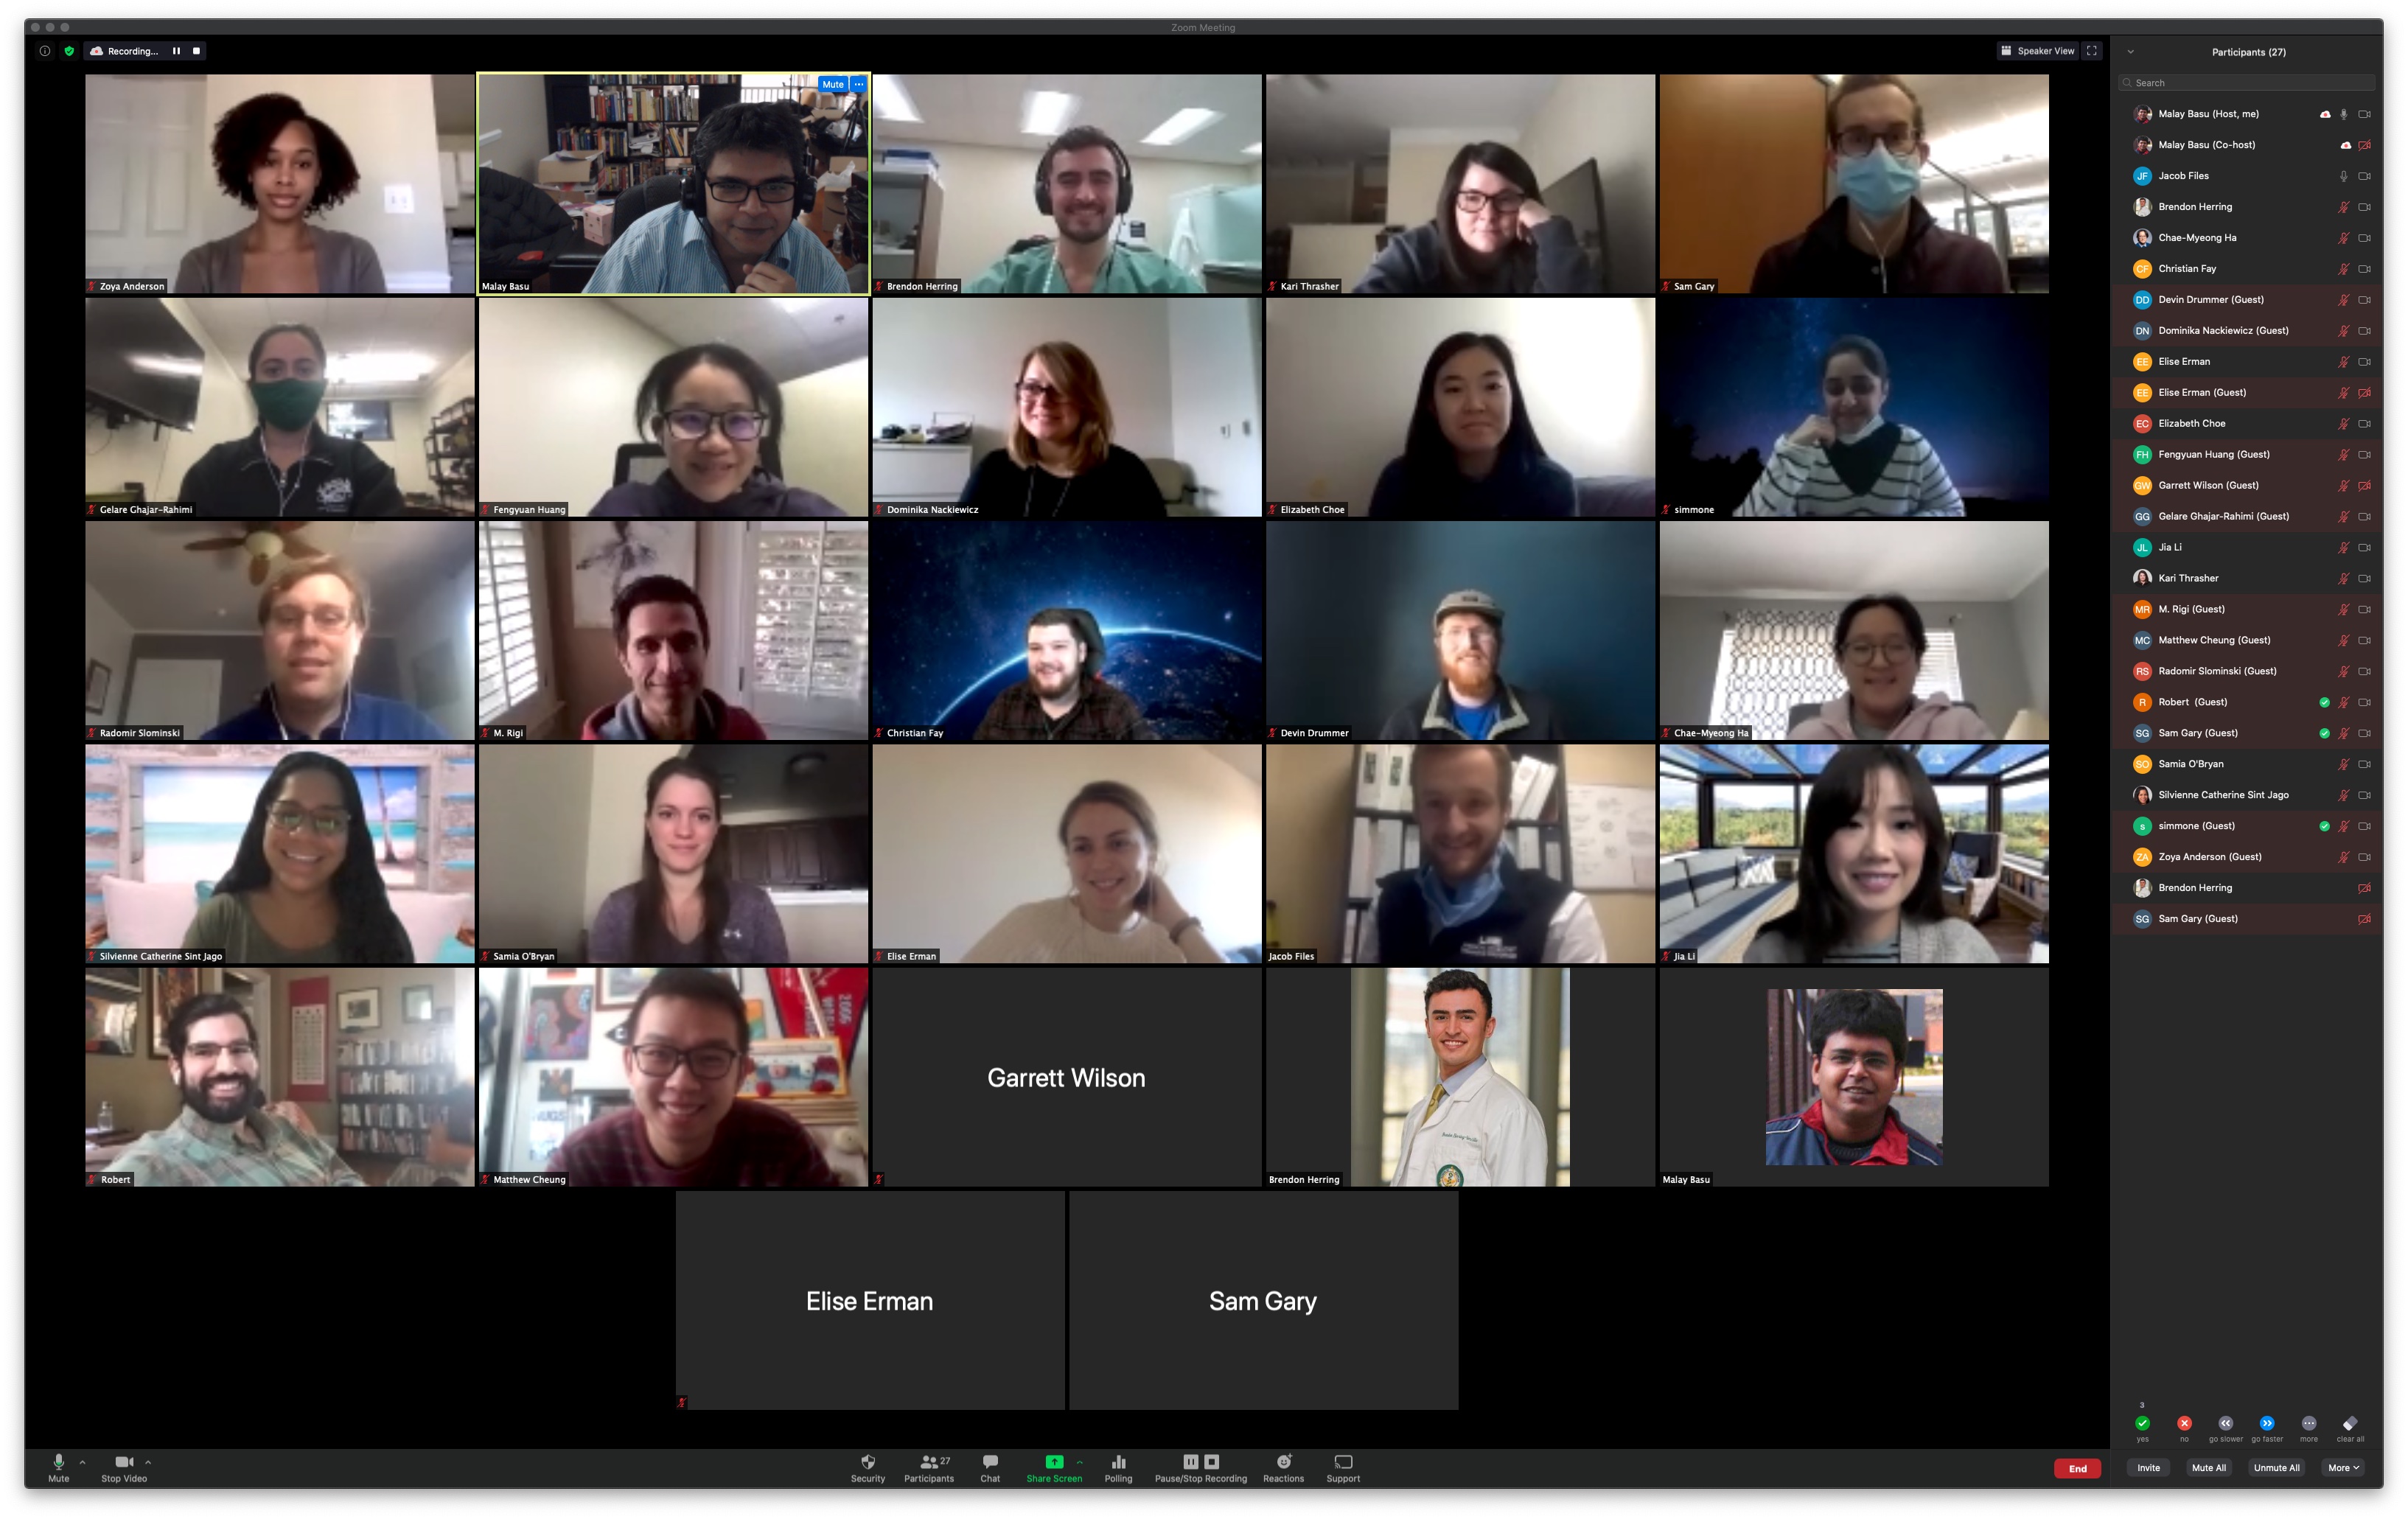 Zoom Meeting
Recording...
Speaker View
Mute
Zoya Anderson
Malay Basu
Brendon Herring
Kari Thrasher
Sam Gary
Gelare Ghajar-Rahimi
Fengyuan Huang
Dominika Nackiewicz
Elizabeth Choe
simmone
Radomir Slominski
M. Rigi
Christian Fay
Devin Drummer
Chae-Myeong Ha
Silvienne Catherine Sint Jago
Samia O'Bryan
Elise Erman
Jacob Files
Jia Li
Robert
Matthew Cheung
Garrett Wilson
Brendon Herring
Malay Basu
Elise Erman
Sam Gary
Participants (27)
Search
Malay Basu (Host, me)
Malay Basu (Co-host)
JF Jacob Files
Brendon Herring
Chae-Myeong Ha
CF Christian Fay
DD Devin Drummer (Guest)
DN Dominika Nackiewicz (Guest)
EE Elise Erman
EE Elise Erman (Guest)
EC Elizabeth Choe
FH Fengyuan Huang (Guest)
GW Garrett Wilson (Guest)
GG Gelare Ghajar-Rahimi (Guest)
JL Jia Li
Kari Thrasher
MR M. Rigi (Guest)
MC Matthew Cheung (Guest)
RS Radomir Slominski (Guest)
R Robert (Guest)
SG Sam Gary (Guest)
SO Samia O'Bryan
Silvienne Catherine Sint Jago
s simmone (Guest)
ZA Zoya Anderson (Guest)
Brendon Herring
SG Sam Gary (Guest)
3
yes no go slower go faster more clear all
Invite Mute All Unmute All More
Mute Stop Video Security Participants 27 Chat Share Screen Polling Pause/Stop Recording Reactions Support End